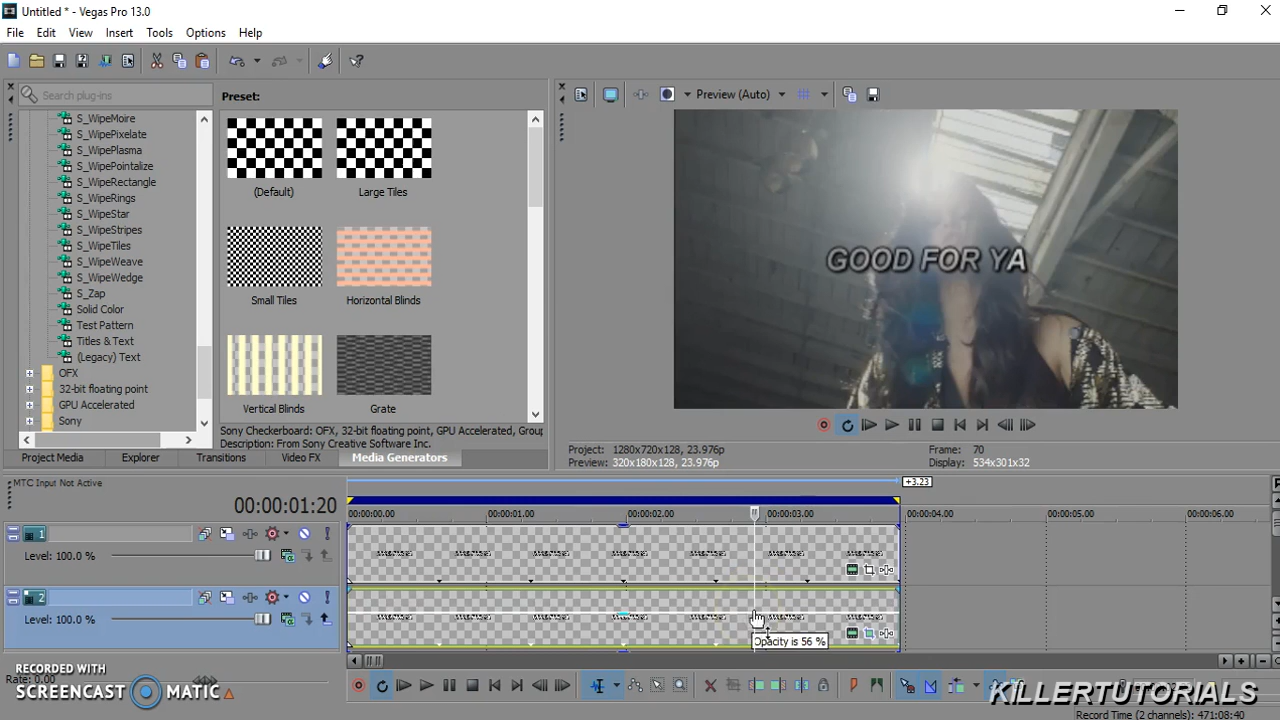 Untitled * - Vegas Pro 13.0
File Edit View Insert Tools Options Help
Search plug-ins
Preset:
Preview (Auto)
S_WipeMoire
S_WipePixelate
S_WipePlasma
S_WipePointalize
S_WipeRectangle
S_WipeRings
S_WipeStar
S_WipeStripes
S_WipeTiles
S_WipeWeave
S_WipeWedge
S_Zap
Solid Color
Test Pattern
Titles & Text
(Legacy) Text
OFX
32-bit floating point
GPU Accelerated
Sony
(Default)
Large Tiles
Small Tiles
Horizontal Blinds
Vertical Blinds
Grate
Sony Checkerboard: OFX, 32-bit floating point, GPU Accelerated, Group
Description: From Sony Creative Software Inc.
Project Media Explorer Transitions Video FX Media Generators
GOOD FOR YA
Project: 1280x720x128, 23.976p
Preview: 320x180x128, 23.976p
Frame: 70
Display: 534x301x32
MTC Input Not Active
00:00:01:20
+3.23
00:00:00.00 00:00:01.00 00:00:02.00 00:00:03.00 00:00:04.00 00:00:05.00 00:00:06.00
1
Level: 100.0 %
2
Level: 100.0 %
Opacity is 56 %
RECORDED WITH
Rate: 0.00
SCREENCAST MATIC
KILLERTUTORIALS
Record Time (2 channels): 471:08:40